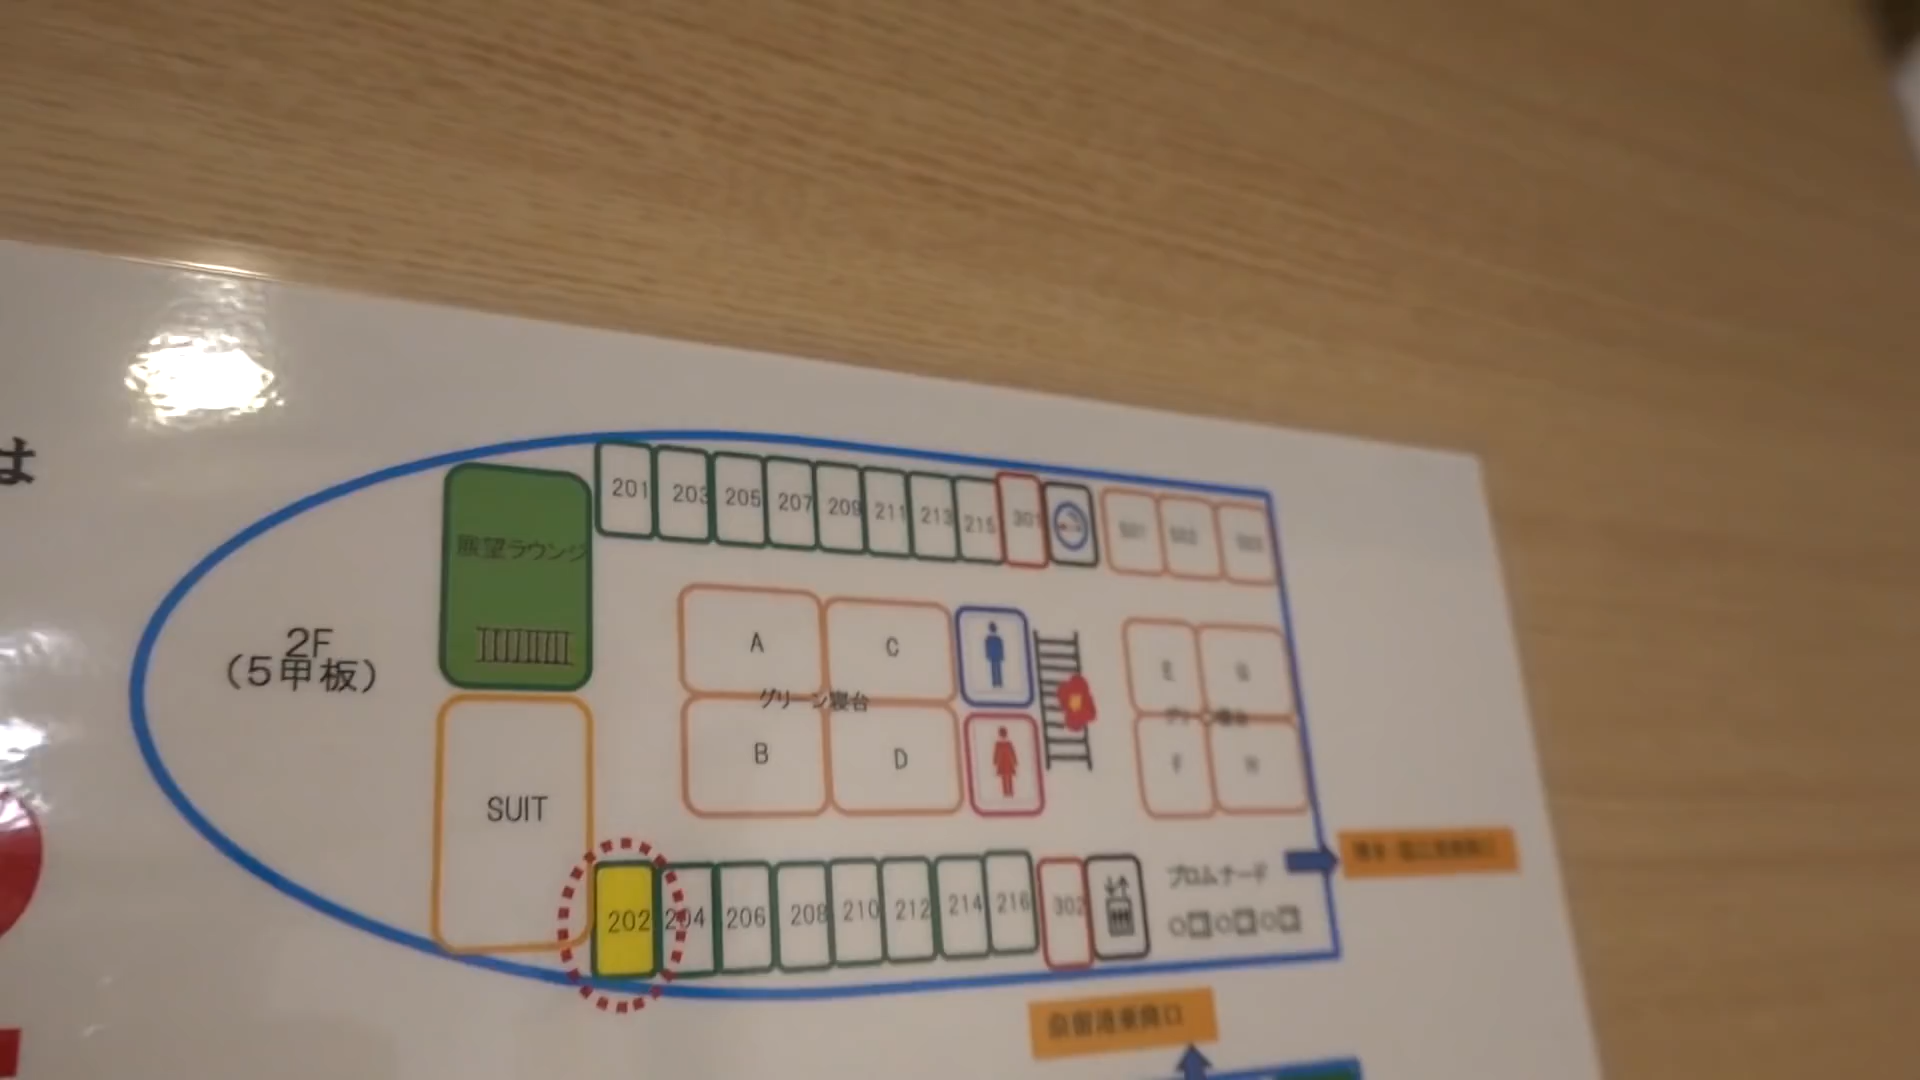 は
展望ラウンジ
2F
(5甲板)
SUIT
201 203 205 207 209 211 213 215 301
A C
グリーン寝台
B D
E G
F H
202 204 206 208 210 212 214 216 302
プロムナード